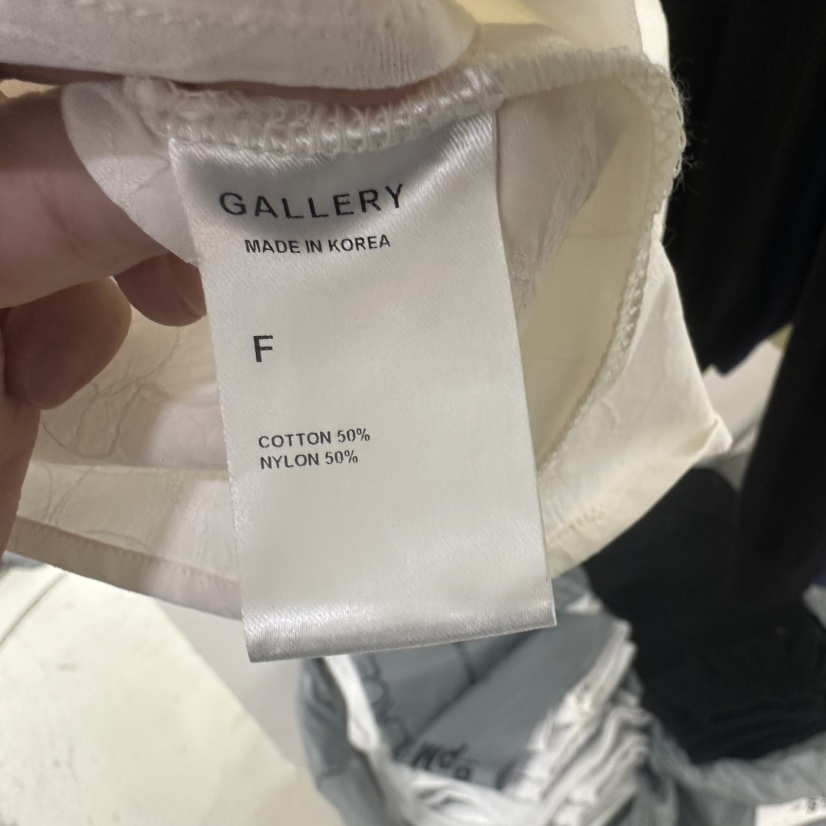 GALLERY
MADE IN KOREA
F
COTTON 50%
NYLON 50%